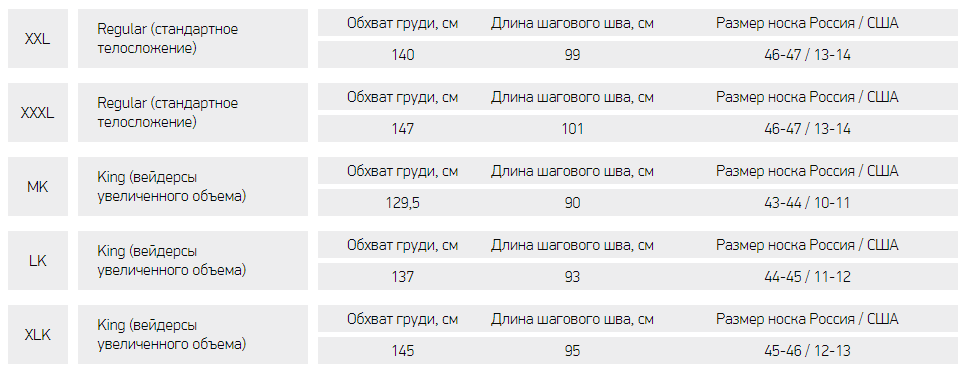 XXL
Regular (стандартное
телосложение)
Обхват груди, см Длина шагового шва, см Размер носка Россия / США
140 99 46-47 / 13-14
XXXL
Regular (стандартное
телосложение)
Обхват груди, см Длина шагового шва, см Размер носка Россия / США
147 101 46-47 / 13-14
MK
King (вейдерсы
увеличенного объема)
Обхват груди, см Длина шагового шва, см Размер носка Россия / США
129,5 90 43-44 / 10-11
LK
King (вейдерсы
увеличенного объема)
Обхват груди, см Длина шагового шва, см Размер носка Россия / США
137 93 44-45 / 11-12
XLK
King (вейдерсы
увеличенного объема)
Обхват груди, см Длина шагового шва, см Размер носка Россия / США
145 95 45-46 / 12-13